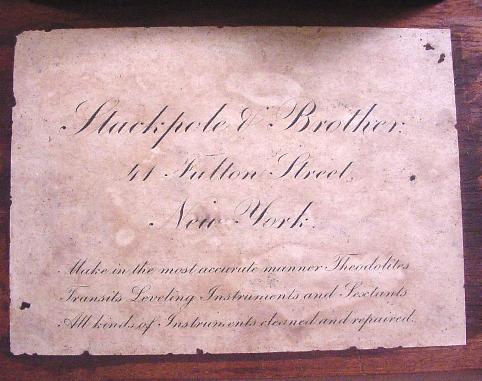 Stackpole & Brother.
41 Fulton Street,
New York.
Make in the most accurate manner Theodolites
Transits Leveling Instruments and Sextants
All kinds of Instruments cleaned and repaired.